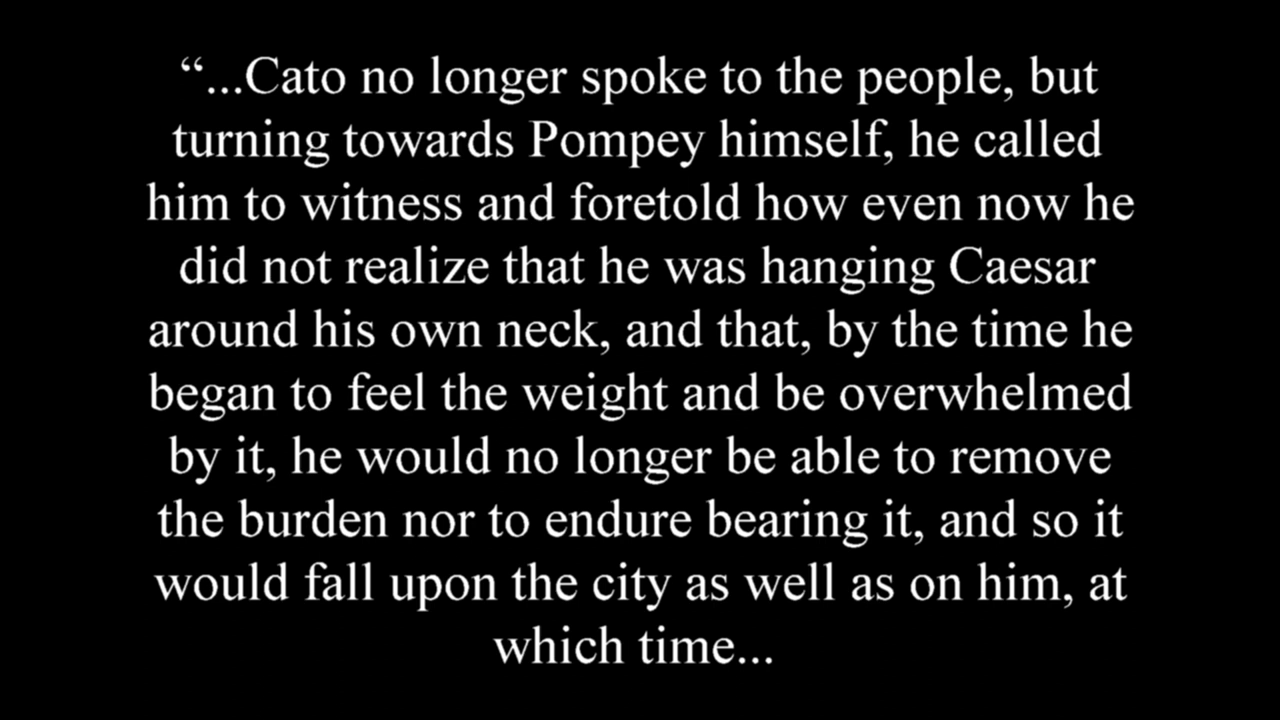 “...Cato no longer spoke to the people, but
turning towards Pompey himself, he called
him to witness and foretold how even now he
did not realize that he was hanging Caesar
around his own neck, and that, by the time he
began to feel the weight and be overwhelmed
by it, he would no longer be able to remove
the burden nor to endure bearing it, and so it
would fall upon the city as well as on him, at
which time...